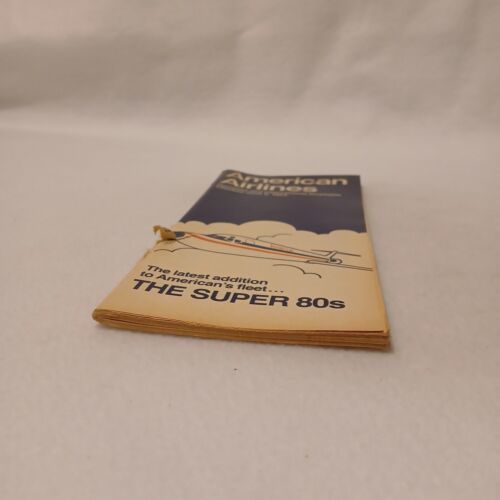 American
Airlines
The latest addition
to American's fleet...
THE SUPER 80s